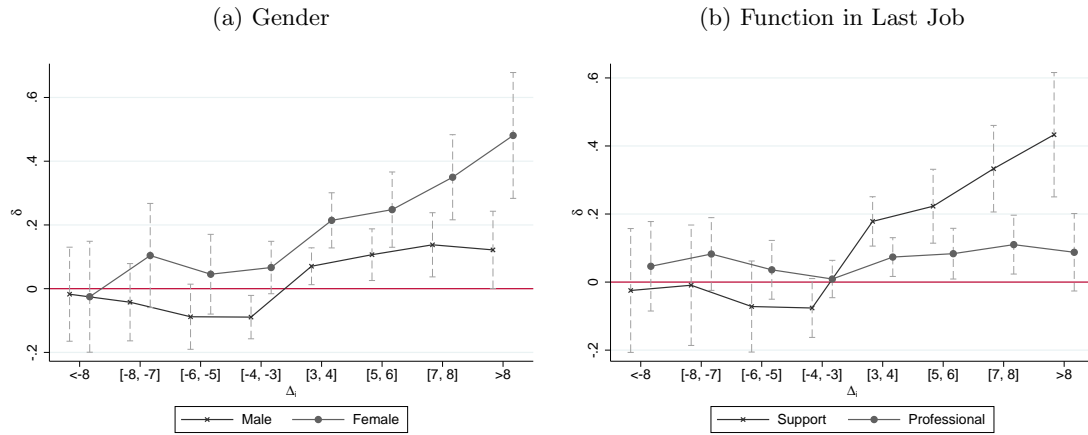 (a) Gender
.6
.4
.2
0
-.2
δ
<-8
[-8, -7]
[-6, -5]
[-4, -3]
[3, 4]
[5, 6]
[7, 8]
>8
Δi
Male
Female
(b) Function in Last Job
.6
.4
.2
0
-.2
δ
<-8
[-8, -7]
[-6, -5]
[-4, -3]
[3, 4]
[5, 6]
[7, 8]
>8
Δi
Support
Professional